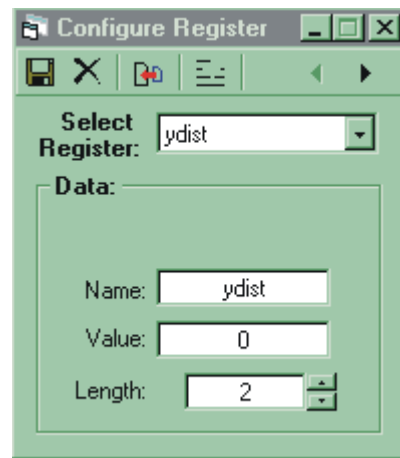 Configure Register
Select
Register:
ydist
Data:
Name: ydist
Value: 0
Length: 2